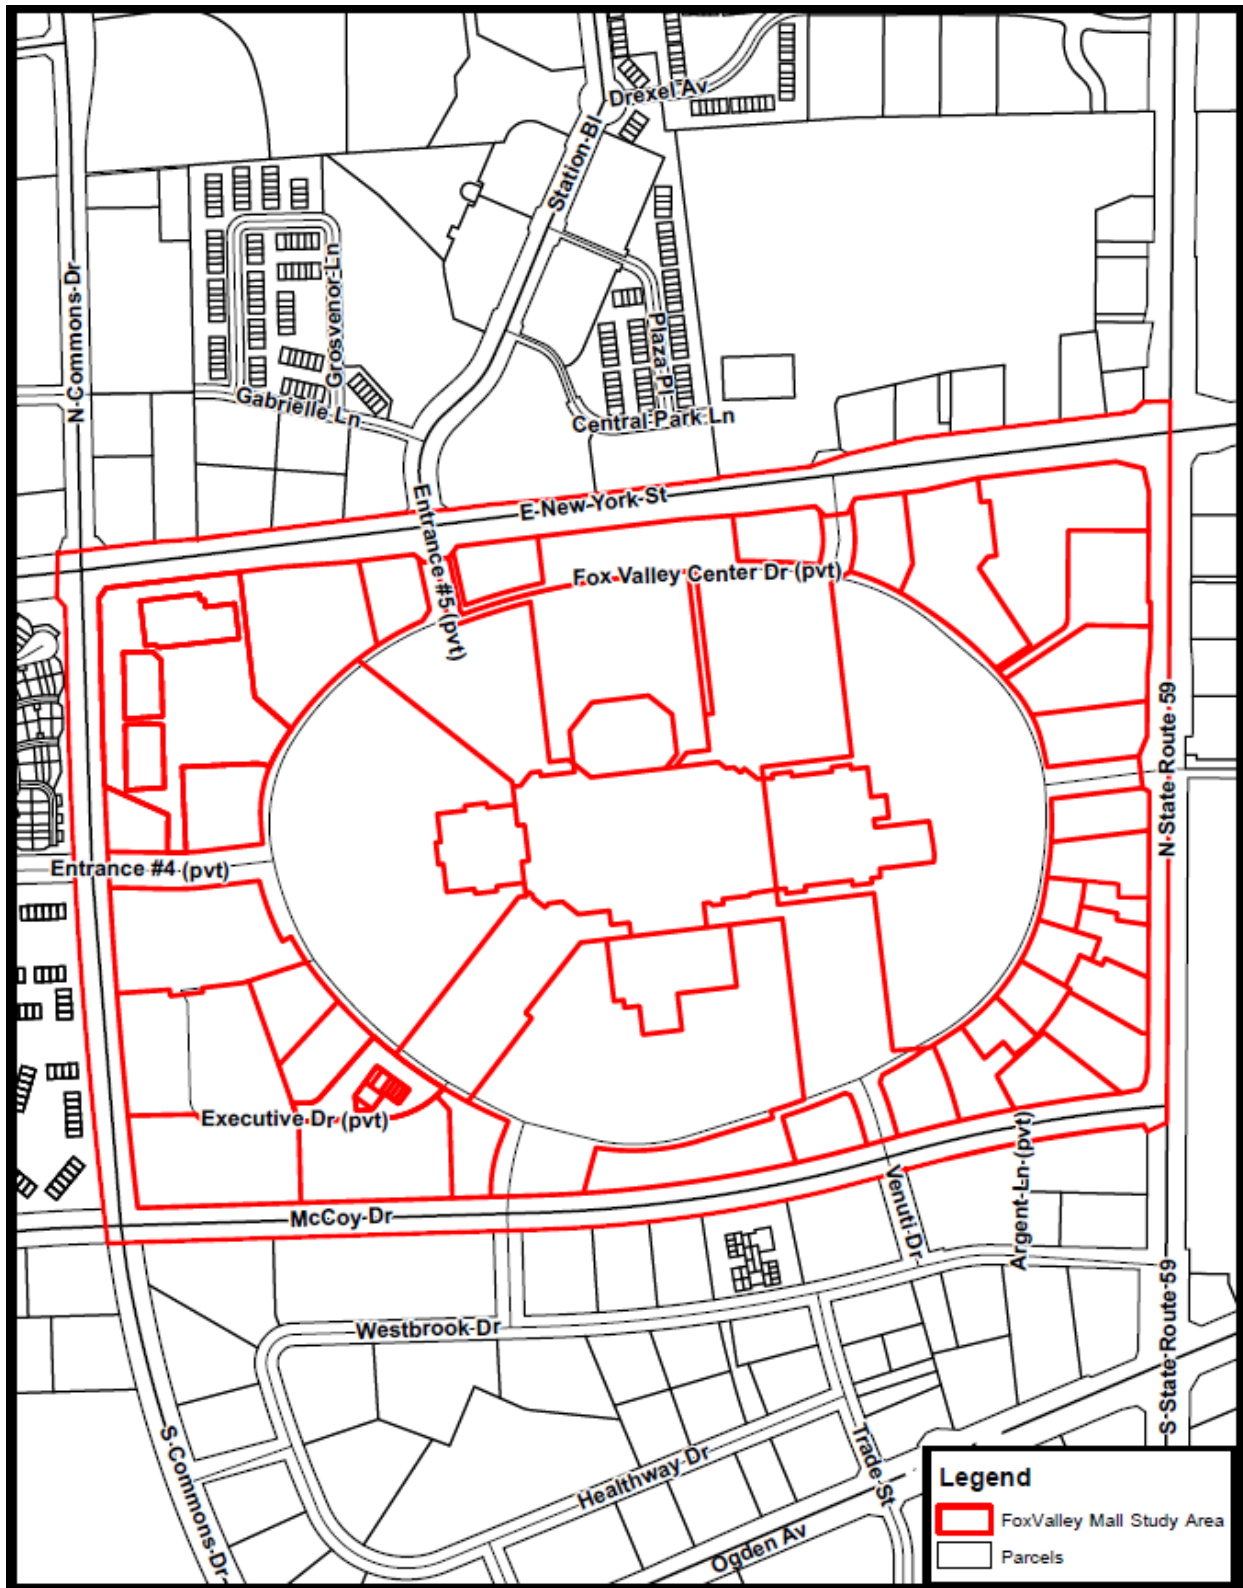 Drexel Av
Station Bl
N Commons Dr
Grosvenor Ln
Plaza Pl
Gabrielle Ln
Central Park Ln
E New York St
Entrance #5 (pvt)
Fox Valley Center Dr (pvt)
N State Route 59
Entrance #4 (pvt)
Executive Dr (pvt)
Argent Ln (pvt)
McCoy Dr
Venuti Dr
Westbrook Dr
S State Route 59
S Commons Dr
Healthway Dr
Trade St
Ogden Av
Legend
FoxValley Mall Study Area
Parcels